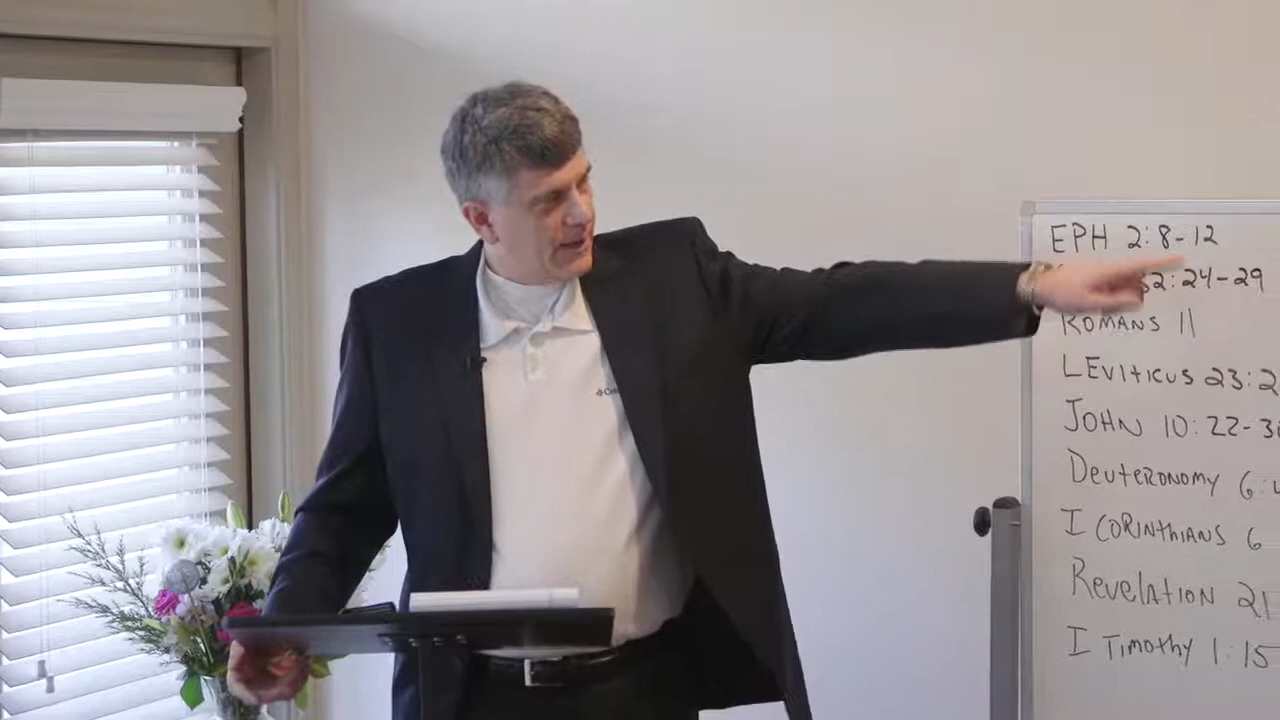 EPH 2:8-12
2:24-29
ROMANS 11
LEVITICUS 23:2
JOHN 10:22-3
DEUTERONOMY 6:
I CORINTHIANS 6
REVELATION 21
I TIMOTHY 1:15